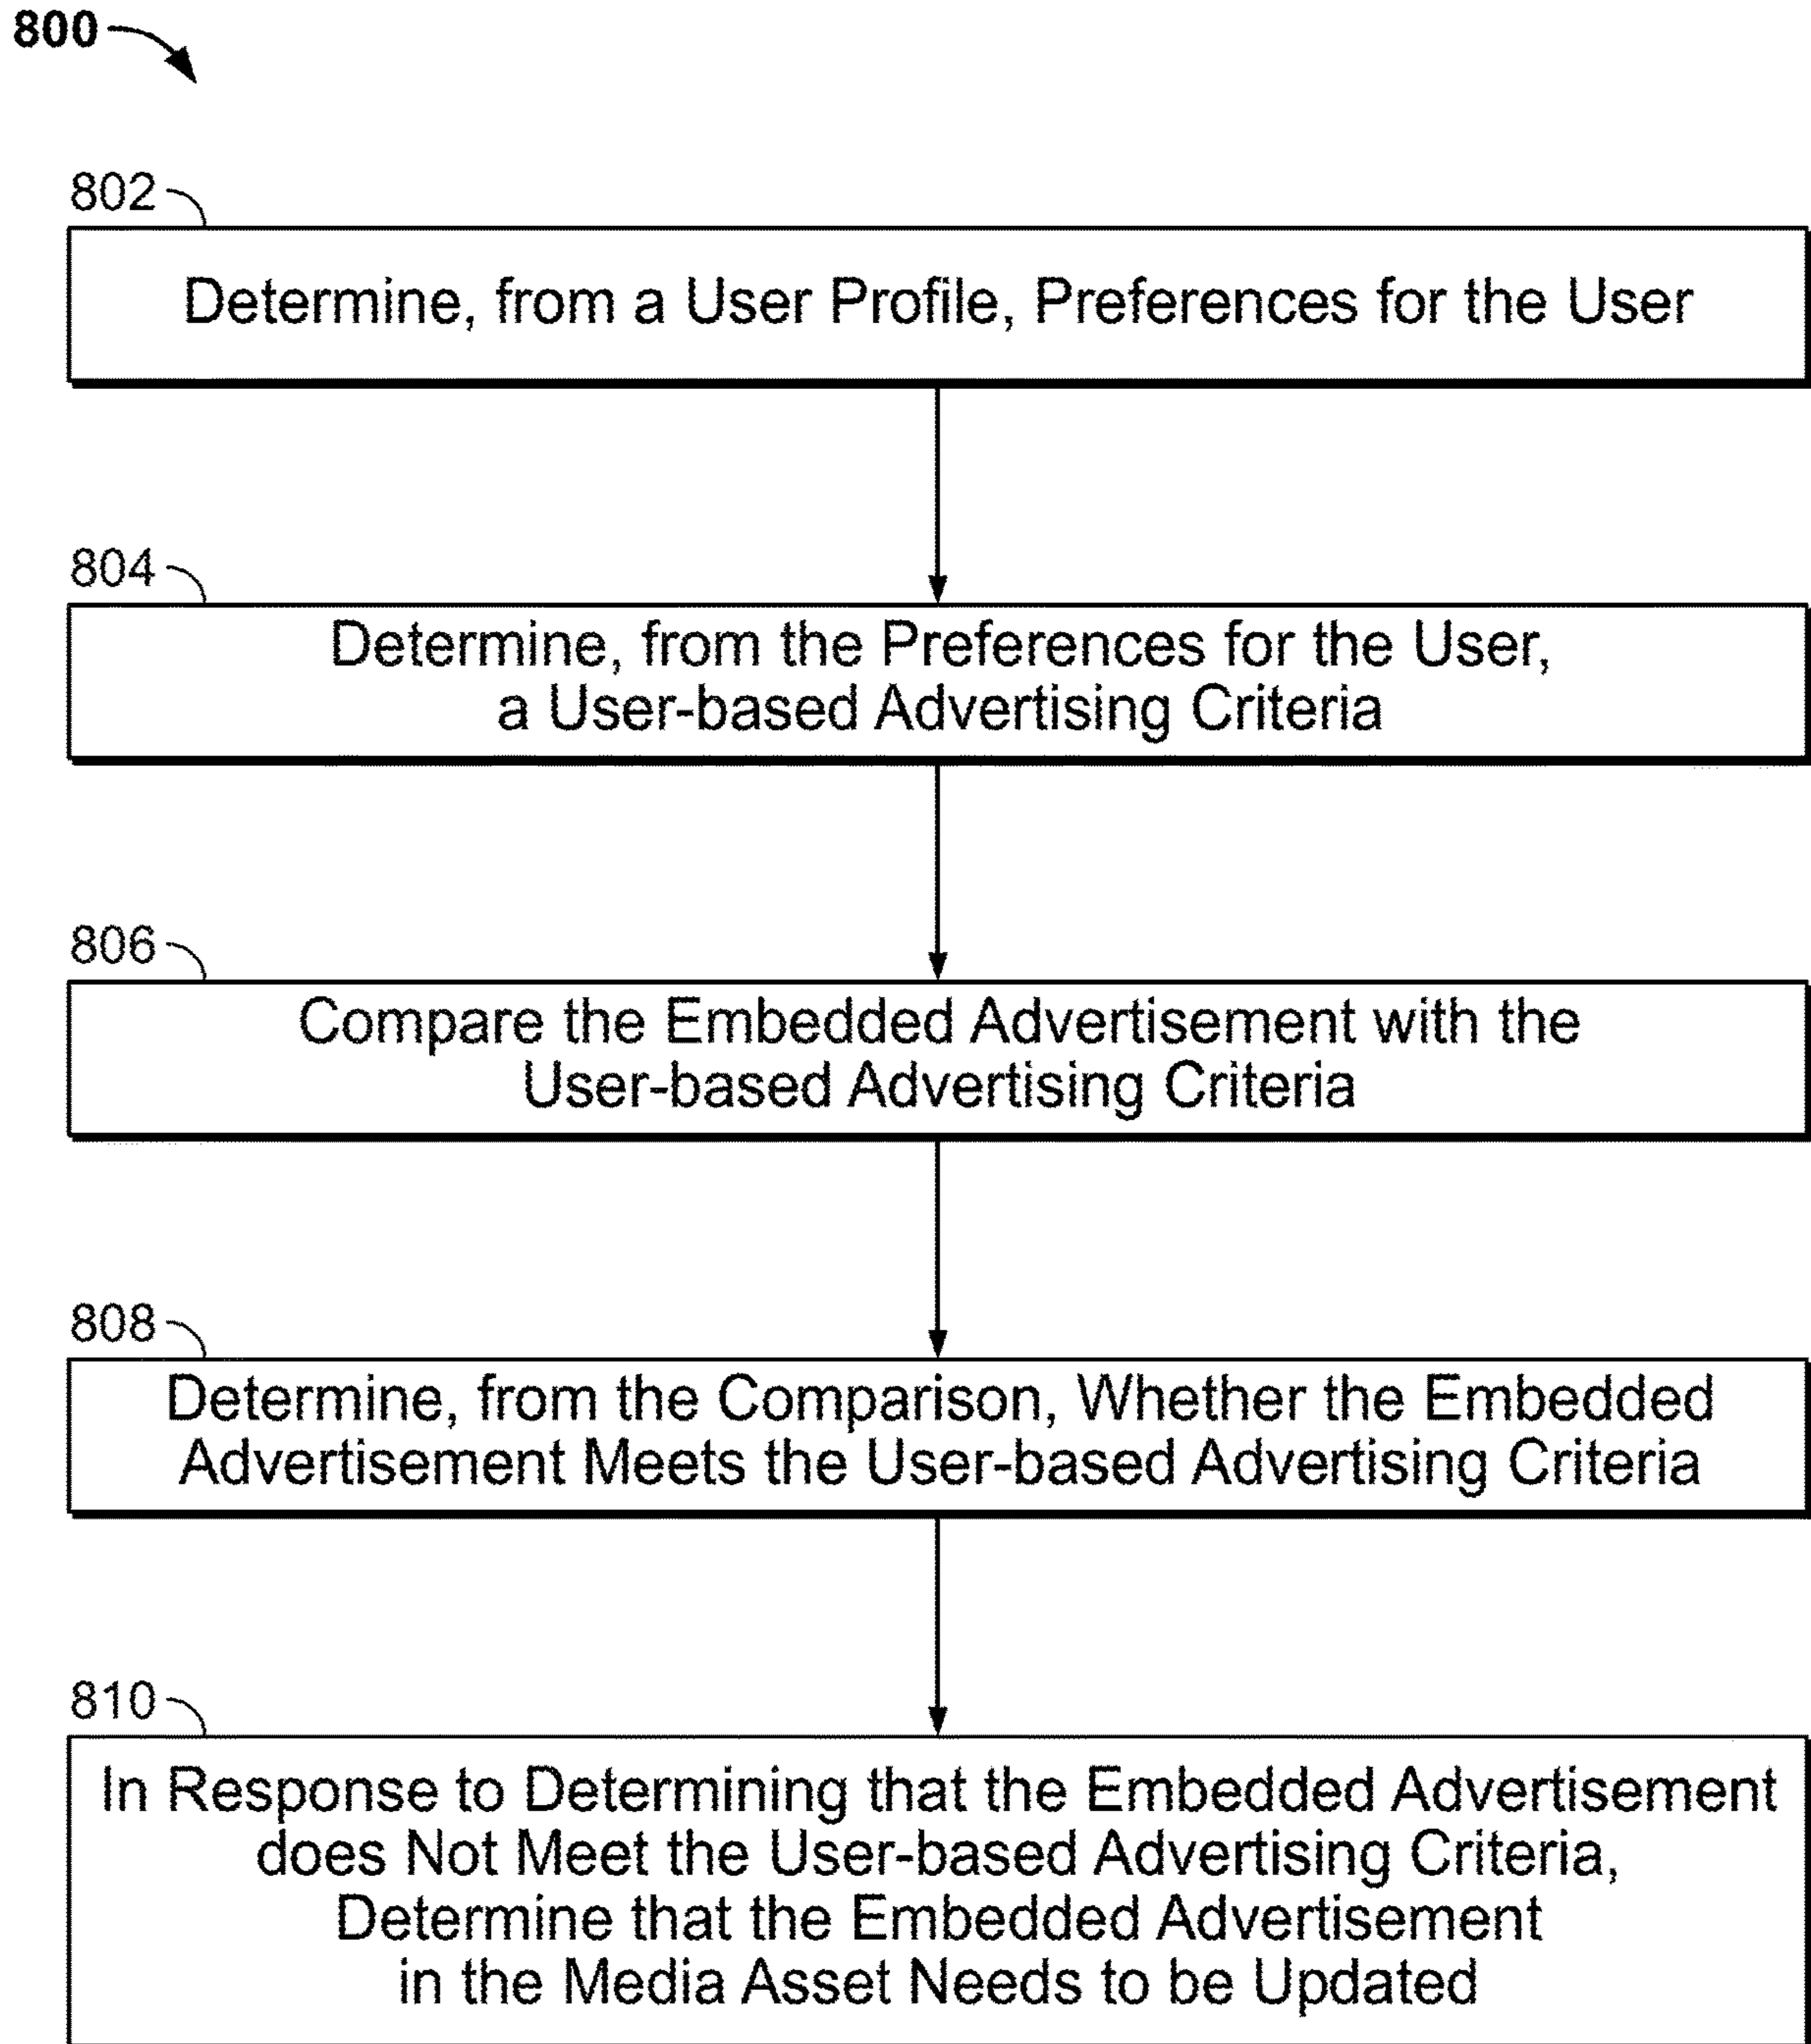 800
802
Determine, from a User Profile, Preferences for the User
804
Determine, from the Preferences for the User,
a User-based Advertising Criteria
806
Compare the Embedded Advertisement with the
User-based Advertising Criteria
808
Determine, from the Comparison, Whether the Embedded
Advertisement Meets the User-based Advertising Criteria
810
In Response to Determining that the Embedded Advertisement
does Not Meet the User-based Advertising Criteria,
Determine that the Embedded Advertisement
in the Media Asset Needs to be Updated